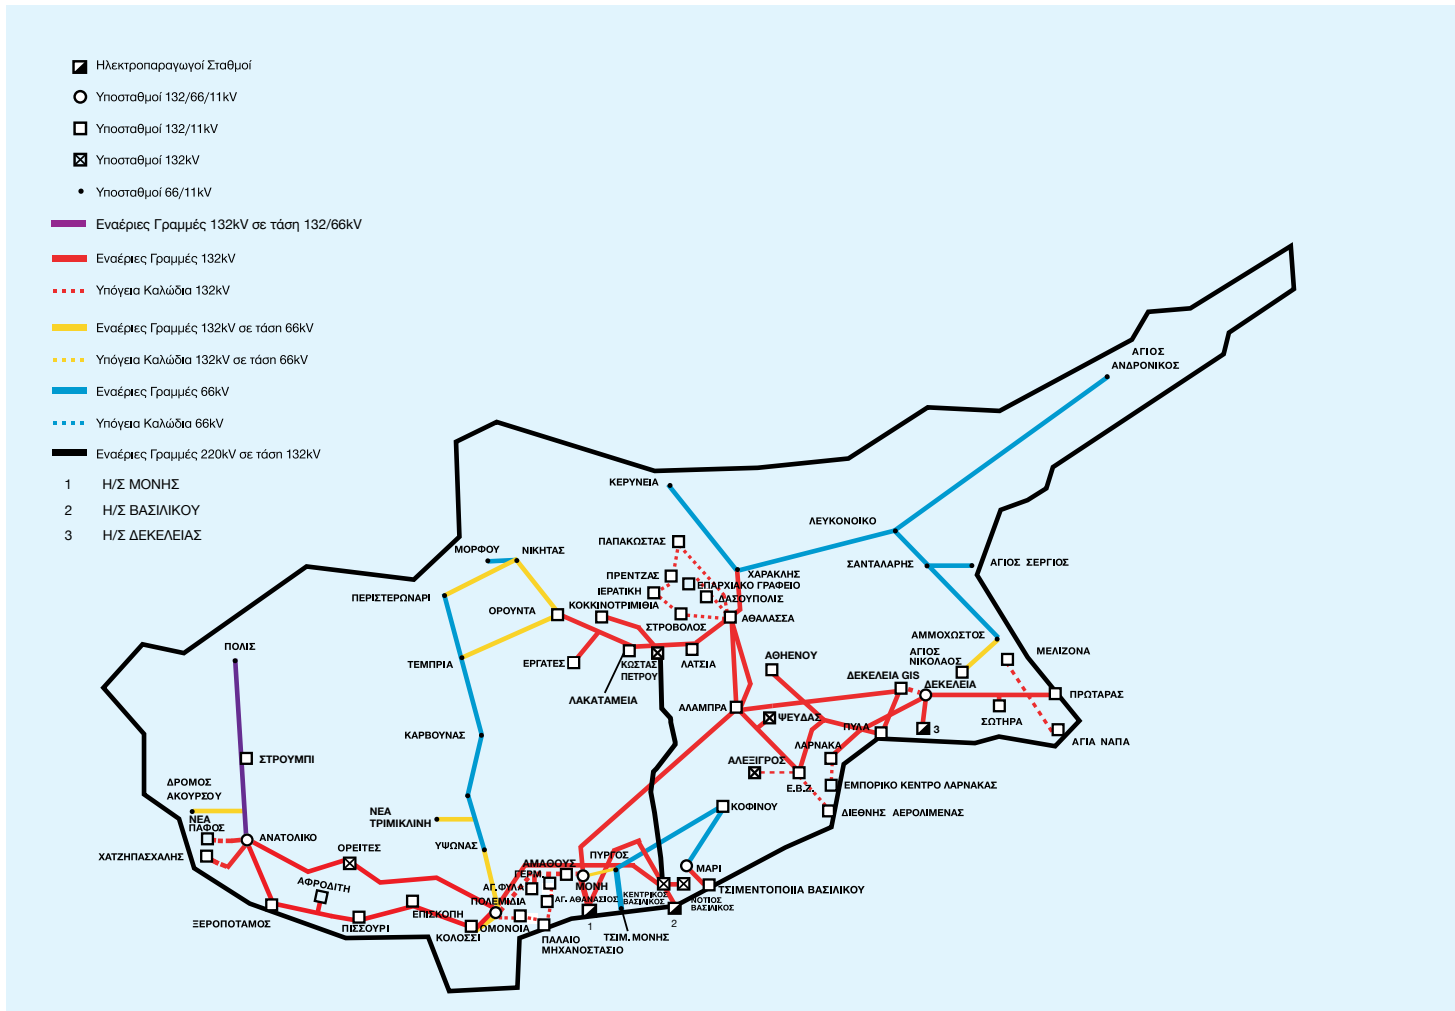 Ηλεκτροπαραγωγοί Σταθμοί
Υποσταθμοί 132/66/11kV
Υποσταθμοί 132/11kV
Υποσταθμοί 132kV
Υποσταθμοί 66/11kV
Εναέριες Γραμμές 132kV σε τάση 132/66kV
Εναέριες Γραμμές 132kV
Υπόγεια Καλώδια 132kV
Εναέριες Γραμμές 132kV σε τάση 66kV
Υπόγεια Καλώδια 132kV σε τάση 66kV
Εναέριες Γραμμές 66kV
Υπόγεια Καλώδια 66kV
Εναέριες Γραμμές 220kV σε τάση 132kV
1 Η/Σ ΜΟΝΗΣ
2 Η/Σ ΒΑΣΙΛΙΚΟΥ
3 Η/Σ ΔΕΚΕΛΕΙΑΣ
ΑΓΙΟΣ
ΑΝΔΡΟΝΙΚΟΣ
ΚΕΡΥΝΕΙΑ
ΛΕΥΚΟΝΟΙΚΟ
ΠΑΠΑΚΩΣΤΑΣ
ΜΟΡΦΟΥ
ΝΙΚΗΤΑΣ
ΣΑΝΤΑΛΑΡΗΣ
ΑΓΙΟΣ ΣΕΡΓΙΟΣ
ΠΡΕΝΤΖΑΣ
ΧΑΡΑΚΛΗΣ
ΕΠΑΡΧΙΑΚΟ ΓΡΑΦΕΙΟ
ΙΕΡΑΤΙΚΗ
ΔΑΣΟΥΠΟΛΙΣ
ΠΕΡΙΣΤΕΡΩΝΑΡΙ
ΚΟΚΚΙΝΟΤΡΙΜΙΘΙΑ
ΟΡΟΥΝΤΑ
ΣΤΡΟΒΟΛΟΣ
ΑΘΑΛΑΣΣΑ
ΑΜΜΟΧΩΣΤΟΣ
ΠΟΛΙΣ
ΑΓΙΟΣ
ΝΙΚΟΛΑΟΣ
ΜΕΛΙΖΟΝΑ
ΤΕΜΠΡΙΑ
ΕΡΓΑΤΕΣ
ΚΩΣΤΑΣ
ΠΕΤΡΟΥ
ΛΑΤΣΙΑ
ΑΘΗΕΝΟΥ
ΔΕΚΕΛΕΙΑ GIS
ΔΕΚΕΛΕΙΑ
ΠΡΩΤΑΡΑΣ
ΛΑΚΑΤΑΜΕΙΑ
ΑΛΑΜΠΡΑ
ΨΕΥΔΑΣ
ΠΥΛΑ
3
ΣΩΤΗΡΑ
ΚΑΡΒΟΥΝΑΣ
ΑΓΙΑ ΝΑΠΑ
ΣΤΡΟΥΜΠΙ
ΛΑΡΝΑΚΑ
ΑΛΕΞΙΓΡΟΣ
Ε.Β.Ζ.
ΕΜΠΟΡΙΚΟ ΚΕΝΤΡΟ ΛΑΡΝΑΚΑΣ
ΔΡΟΜΟΣ
ΑΚΟΥΡΣΟΥ
ΚΟΦΙΝΟΥ
ΔΙΕΘΝΗΣ ΑΕΡΟΛΙΜΕΝΑΣ
ΝΕΑ
ΠΑΦΟΣ
ΝΕΑ
ΤΡΙΜΙΚΛΙΝΗ
ΑΝΑΤΟΛΙΚΟ
ΟΡΕΙΤΕΣ
ΥΨΩΝΑΣ
ΧΑΤΖΗΠΑΣΧΑΛΗΣ
ΑΜΑΘΟΥΣ
ΠΥΡΓΟΣ
ΜΑΡΙ
ΓΕΡΜ.
ΑΦΡΟΔΙΤΗ
ΑΓ. ΦΥΛΑ
ΜΟΝΗ
ΤΣΙΜΕΝΤΟΠΟΙΙΑ ΒΑΣΙΛΙΚΟΥ
ΠΟΛΕΜΙΔΙΑ
ΑΓ. ΑΘΑΝΑΣΙΟΣ
ΚΕΝΤΡΙΚΟΣ
ΒΑΣΙΛΙΚΟΣ
ΝΟΤΙΟΣ
ΒΑΣΙΛΙΚΟΣ
ΞΕΡΟΠΟΤΑΜΟΣ
ΠΙΣΣΟΥΡΙ
ΕΠΙΣΚΟΠΗ
ΚΟΛΟΣΣΙ
ΟΜΟΝΟΙΑ
1
2
ΠΑΛΑΙΟ
ΜΗΧΑΝΟΣΤΑΣΙΟ
ΤΣΙΜ. ΜΟΝΗΣ